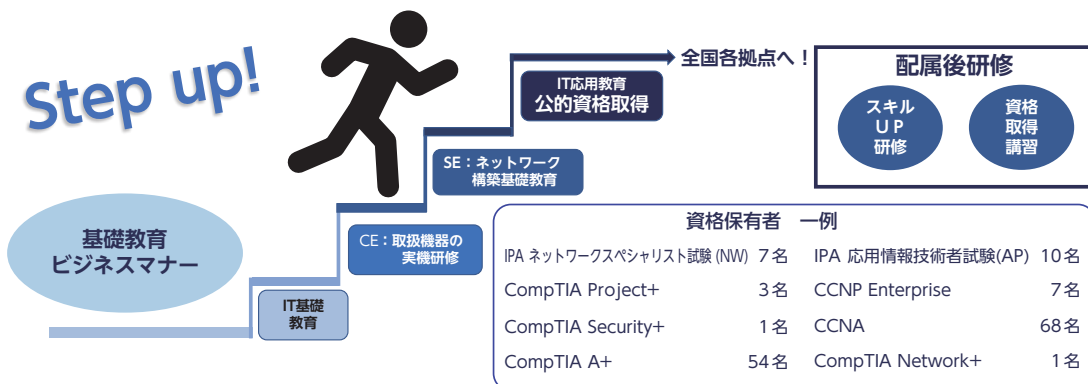 Step up!
全国各拠点へ！
配属後研修
スキル
UP
研修
資格
取得
講習
IT応用教育
公的資格取得
SE：ネットワーク
構築基礎教育
CE：取扱機器の
実機研修
IT基礎
教育
基礎教育
ビジネスマナー
資格保有者　一例
IPA ネットワークスペシャリスト試験(NW) 7名
IPA 応用情報技術者試験(AP) 10名
CompTIA Project+ 3名
CCNP Enterprise 7名
CompTIA Security+ 1名
CCNA 68名
CompTIA A+ 54名
CompTIA Network+ 1名